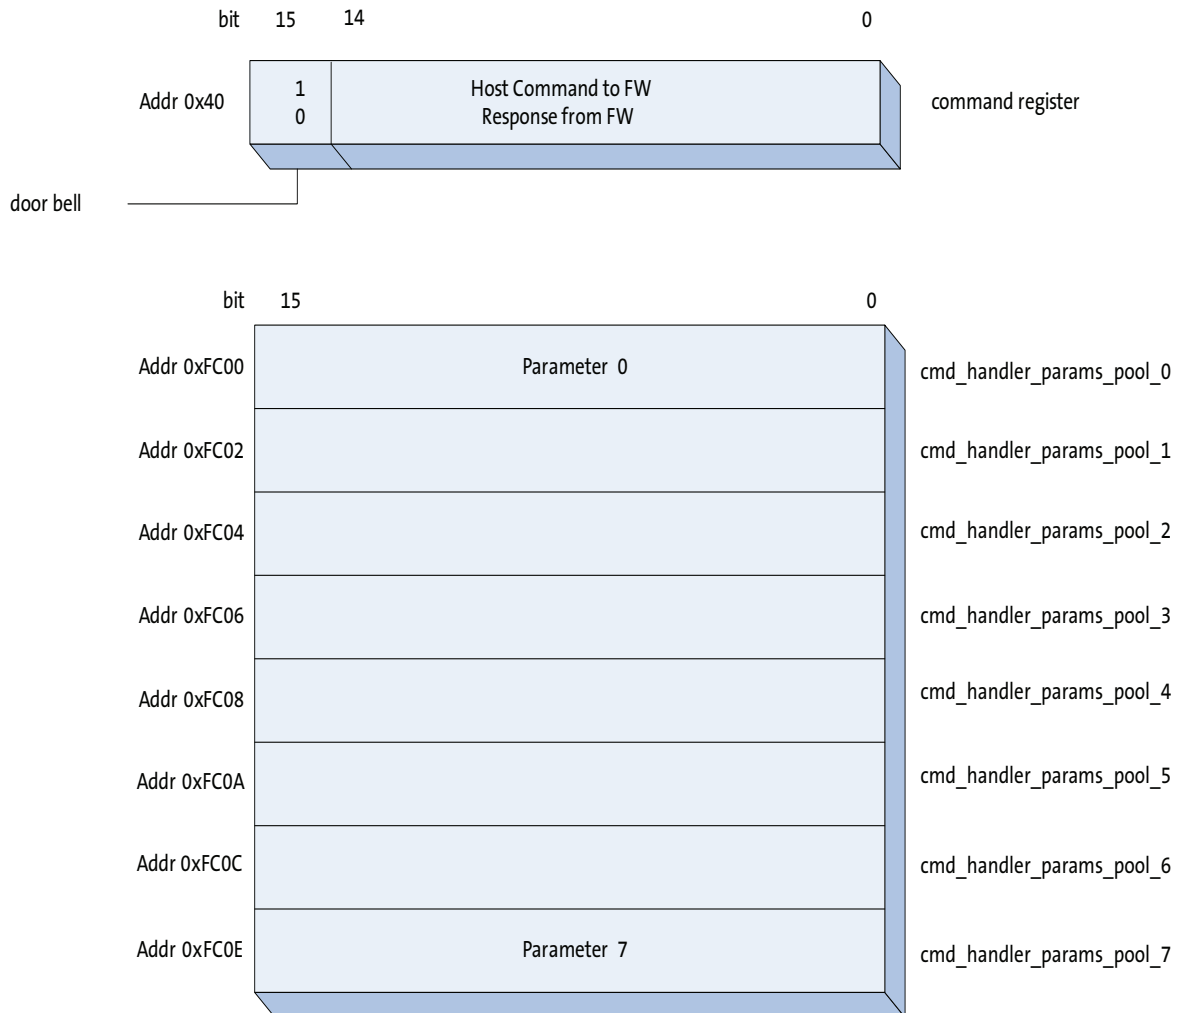 bit 15 14 0
Addr 0x40 1 Host Command to FW command register
0 Response from FW
door bell
bit 15 0
Addr 0xFC00 Parameter 0 cmd_handler_params_pool_0
Addr 0xFC02 cmd_handler_params_pool_1
Addr 0xFC04 cmd_handler_params_pool_2
Addr 0xFC06 cmd_handler_params_pool_3
Addr 0xFC08 cmd_handler_params_pool_4
Addr 0xFC0A cmd_handler_params_pool_5
Addr 0xFC0C cmd_handler_params_pool_6
Addr 0xFC0E Parameter 7 cmd_handler_params_pool_7